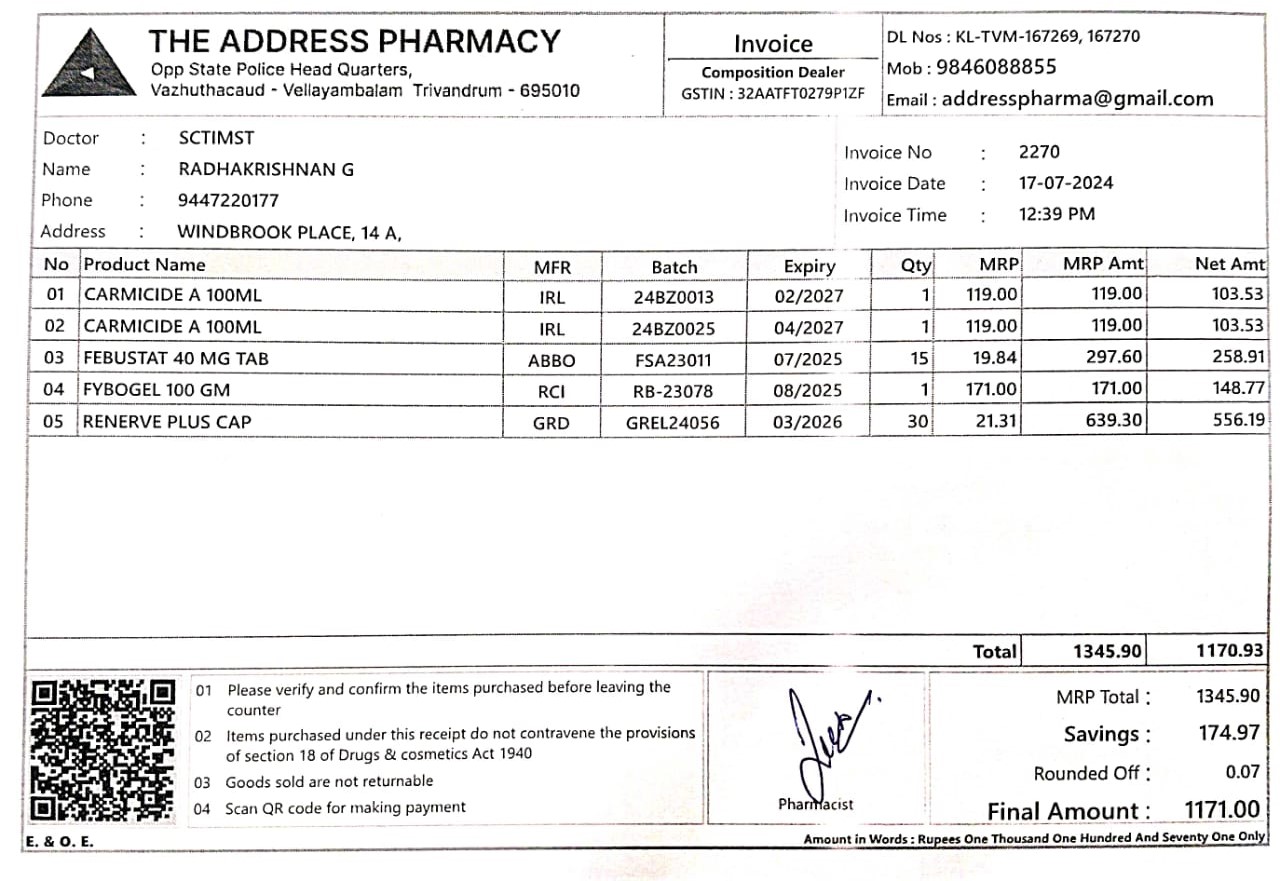 THE ADDRESS PHARMACY
Opp State Police Head Quarters,
Vazhuthacaud - Vellayambalam Trivandrum - 695010
Invoice
Composition Dealer
GSTIN : 32AATFT0279P1ZF
DL Nos : KL-TVM-167269, 167270
Mob : 9846088855
Email : addresspharma@gmail.com
Doctor : SCTIMST
Name : RADHAKRISHNAN G
Phone : 9447220177
Address : WINDBROOK PLACE, 14 A,
Invoice No : 2270
Invoice Date : 17-07-2024
Invoice Time : 12:39 PM
No Product Name MFR Batch Expiry Qty MRP MRP Amt Net Amt
01 CARMICIDE A 100ML IRL 24BZ0013 02/2027 1 119.00 119.00 103.53
02 CARMICIDE A 100ML IRL 24BZ0025 04/2027 1 119.00 119.00 103.53
03 FEBUSTAT 40 MG TAB ABBO FSA23011 07/2025 15 19.84 297.60 258.91
04 FYBOGEL 100 GM RCI RB-23078 08/2025 1 171.00 171.00 148.77
05 RENERVE PLUS CAP GRD GREL24056 03/2026 30 21.31 639.30 556.19
Total 1345.90 1170.93
01 Please verify and confirm the items purchased before leaving the
counter
02 Items purchased under this receipt do not contravene the provisions
of section 18 of Drugs & cosmetics Act 1940
03 Goods sold are not returnable
04 Scan QR code for making payment
Pharmacist
MRP Total : 1345.90
Savings : 174.97
Rounded Off : 0.07
Final Amount : 1171.00
E. & O. E.
Amount in Words : Rupees One Thousand One Hundred And Seventy One Only